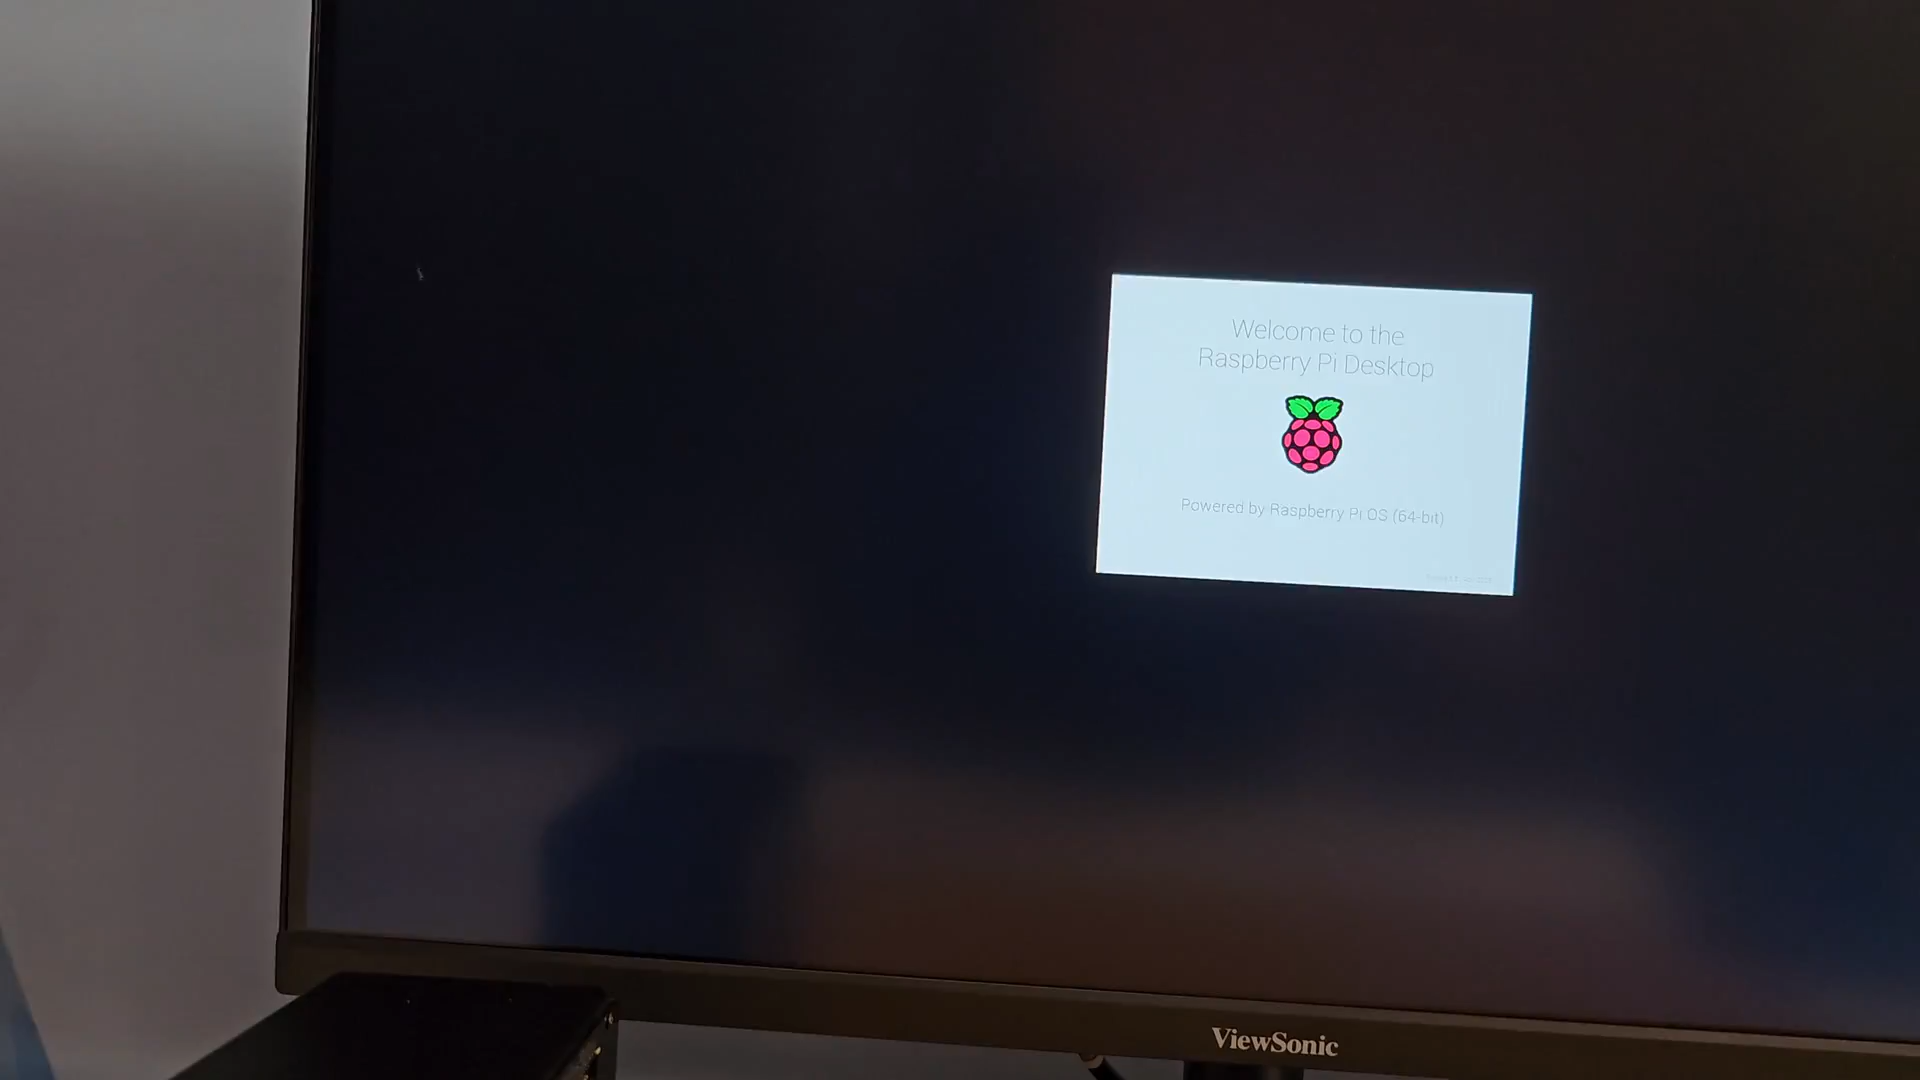 Welcome to the
Raspberry Pi Desktop
Powered by Raspberry Pi OS (64-bit)
ViewSonic